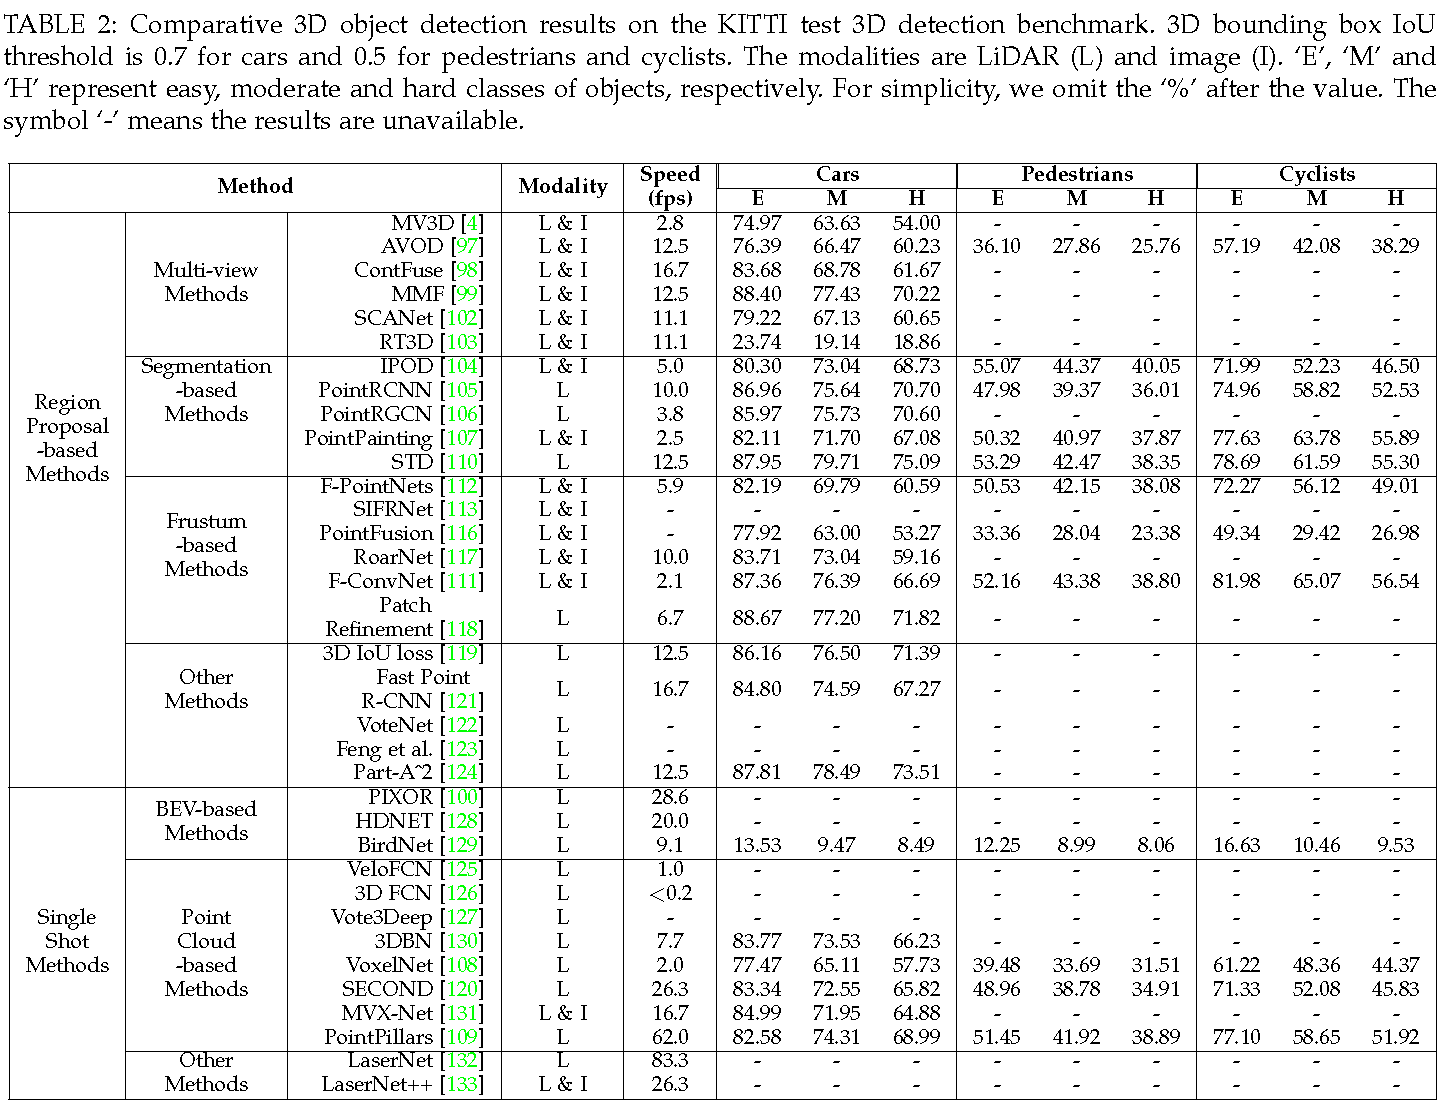 TABLE 2: Comparative 3D object detection results on the KITTI test 3D detection benchmark. 3D bounding box IoU
threshold is 0.7 for cars and 0.5 for pedestrians and cyclists. The modalities are LiDAR (L) and image (I). ‘E’, ‘M’ and
‘H’ represent easy, moderate and hard classes of objects, respectively. For simplicity, we omit the ‘%’ after the value. The
symbol ‘-’ means the results are unavailable.
Method Modality Speed (fps) Cars Pedestrians Cyclists
E M H E M H E M H
Region Proposal -based Methods
Multi-view Methods
MV3D [4] L & I 2.8 74.97 63.63 54.00 - - - - - -
AVOD [97] L & I 12.5 76.39 66.47 60.23 36.10 27.86 25.76 57.19 42.08 38.29
ContFuse [98] L & I 16.7 83.68 68.78 61.67 - - - - - -
MMF [99] L & I 12.5 88.40 77.43 70.22 - - - - - -
SCANet [102] L & I 11.1 79.22 67.13 60.65 - - - - - -
RT3D [103] L & I 11.1 23.74 19.14 18.86 - - - - - -
Segmentation -based Methods
IPOD [104] L & I 5.0 80.30 73.04 68.73 55.07 44.37 40.05 71.99 52.23 46.50
PointRCNN [105] L 10.0 86.96 75.64 70.70 47.98 39.37 36.01 74.96 58.82 52.53
PointRGCN [106] L 3.8 85.97 75.73 70.60 - - - - - -
PointPainting [107] L & I 2.5 82.11 71.70 67.08 50.32 40.97 37.87 77.63 63.78 55.89
STD [110] L 12.5 87.95 79.71 75.09 53.29 42.47 38.35 78.69 61.59 55.30
Frustum -based Methods
F-PointNets [112] L & I 5.9 82.19 69.79 60.59 50.53 42.15 38.08 72.27 56.12 49.01
SIFRNet [113] L & I - - - - - - - - - -
PointFusion [116] L & I - 77.92 63.00 53.27 33.36 28.04 23.38 49.34 29.42 26.98
RoarNet [117] L & I 10.0 83.71 73.04 59.16 - - - - - -
F-ConvNet [111] L & I 2.1 87.36 76.39 66.69 52.16 43.38 38.80 81.98 65.07 56.54
Patch
Refinement [118] L 6.7 88.67 77.20 71.82 - - - - - -
Other Methods
3D IoU loss [119] L 12.5 86.16 76.50 71.39 - - - - - -
Fast Point
R-CNN [121] L 16.7 84.80 74.59 67.27 - - - - - -
VoteNet [122] L - - - - - - - - - -
Feng et al. [123] L - - - - - - - - - -
Part-A^2 [124] L 12.5 87.81 78.49 73.51 - - - - - -
Single Shot Methods
BEV-based Methods
PIXOR [100] L 28.6 - - - - - - - - -
HDNET [128] L 20.0 - - - - - - - - -
BirdNet [129] L 9.1 13.53 9.47 8.49 12.25 8.99 8.06 16.63 10.46 9.53
Point Cloud -based Methods
VeloFCN [125] L 1.0 - - - - - - - - -
3D FCN [126] L <0.2 - - - - - - - - -
Vote3Deep [127] L - - - - - - - - - -
3DBN [130] L 7.7 83.77 73.53 66.23 - - - - - -
VoxelNet [108] L 2.0 77.47 65.11 57.73 39.48 33.69 31.51 61.22 48.36 44.37
SECOND [120] L 26.3 83.34 72.55 65.82 48.96 38.78 34.91 71.33 52.08 45.83
MVX-Net [131] L & I 16.7 84.99 71.95 64.88 - - - - - -
PointPillars [109] L 62.0 82.58 74.31 68.99 51.45 41.92 38.89 77.10 58.65 51.92
Other Methods
LaserNet [132] L 83.3 - - - - - - - - -
LaserNet++ [133] L & I 26.3 - - - - - - - - -